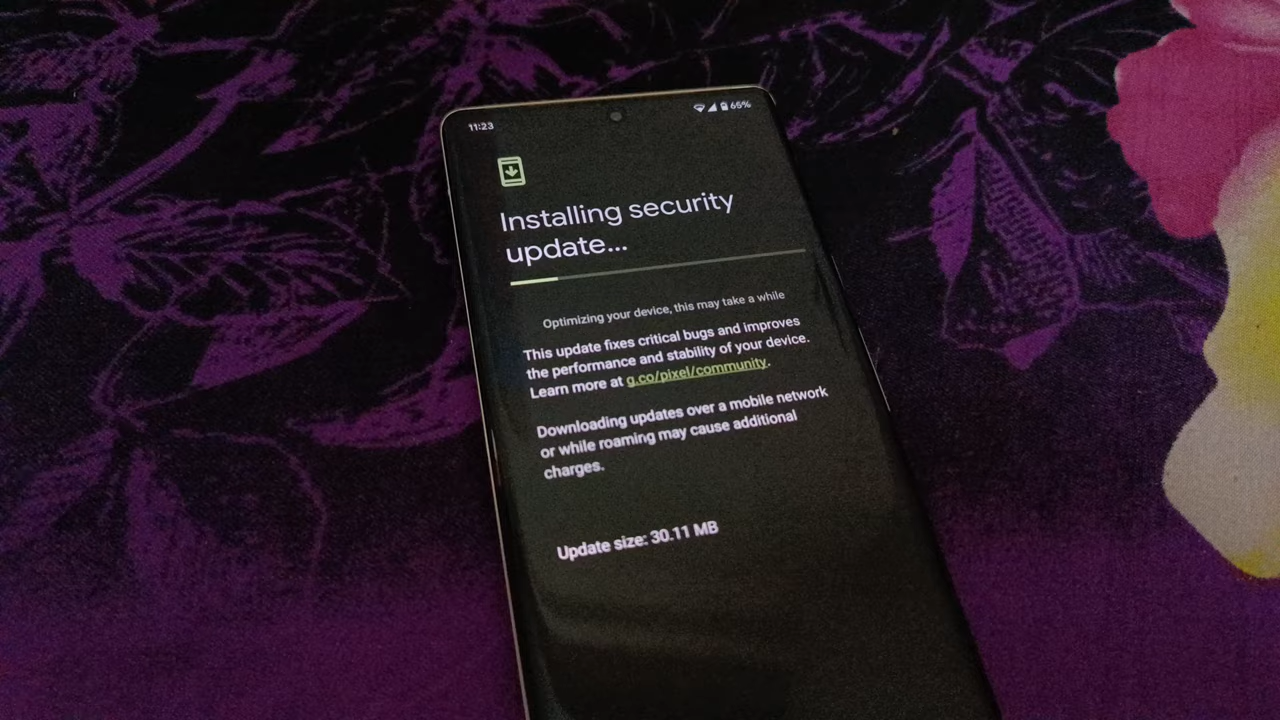 11:23 65%
Installing security
update...
Optimizing your device, this may take a while
This update fixes critical bugs and improves
the performance and stability of your device.
Learn more at g.co/pixel/community.
Downloading updates over a mobile network
or while roaming may cause additional
charges.
Update size: 30.11 MB